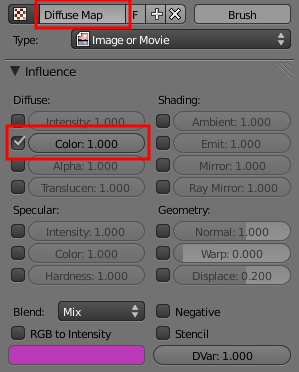 Diffuse Map F Brush
Type: Image or Movie
Influence
Diffuse: Shading:
Intensity: 1.000 Ambient: 1.000
Color: 1.000 Emit: 1.000
Alpha: 1.000 Mirror: 1.000
Translucen: 1.000 Ray Mirror: 1.000
Specular: Geometry:
Intensity: 1.000 Normal: 1.000
Color: 1.000 Warp: 0.000
Hardness: 1.000 Displace: 0.200
Blend: Mix Negative
RGB to Intensity Stencil
DVar: 1.000